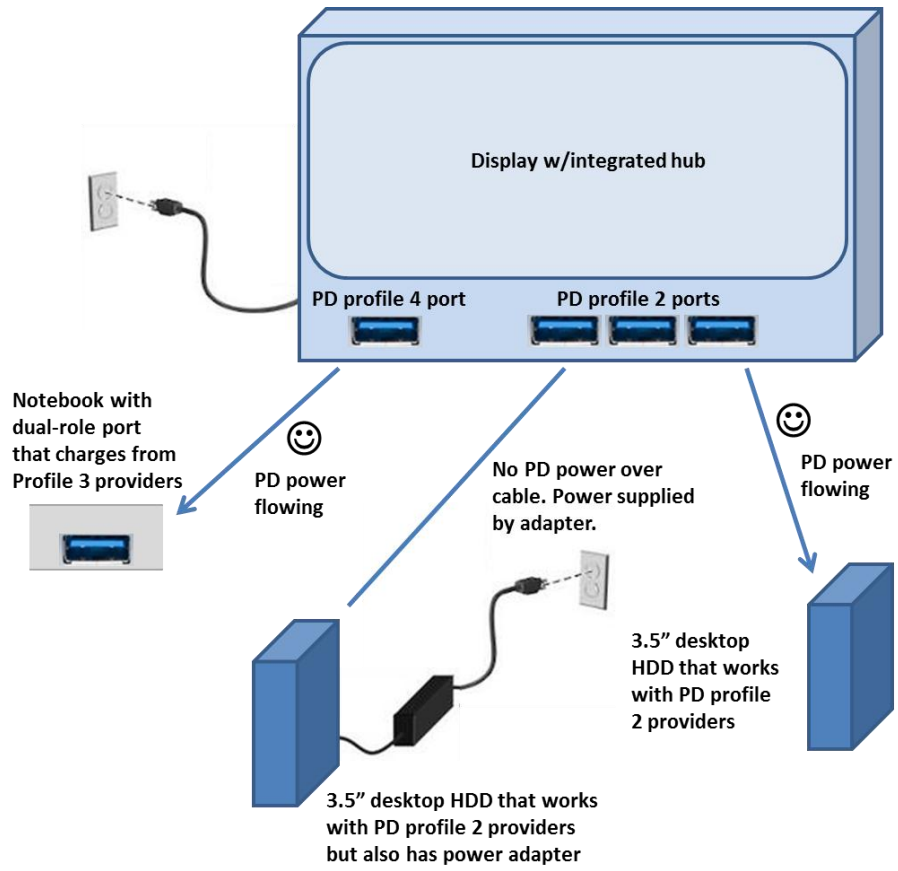 Display w/integrated hub
PD profile 4 port
PD profile 2 ports
Notebook with
dual-role port
that charges from
Profile 3 providers
PD power
flowing
No PD power over
cable. Power supplied
by adapter.
PD power
flowing
3.5” desktop
HDD that works
with PD profile
2 providers
3.5” desktop HDD that works
with PD profile 2 providers
but also has power adapter